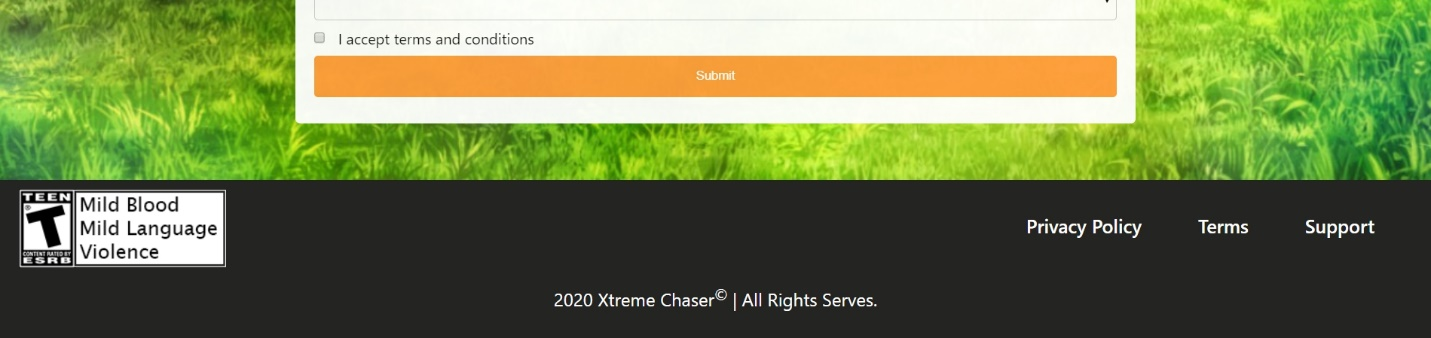 I accept terms and conditions
Submit
TEEN
T
CONTENT RATED BY
ESRB
Mild Blood
Mild Language
Violence
Privacy Policy
Terms
Support
2020 Xtreme Chaser© | All Rights Serves.